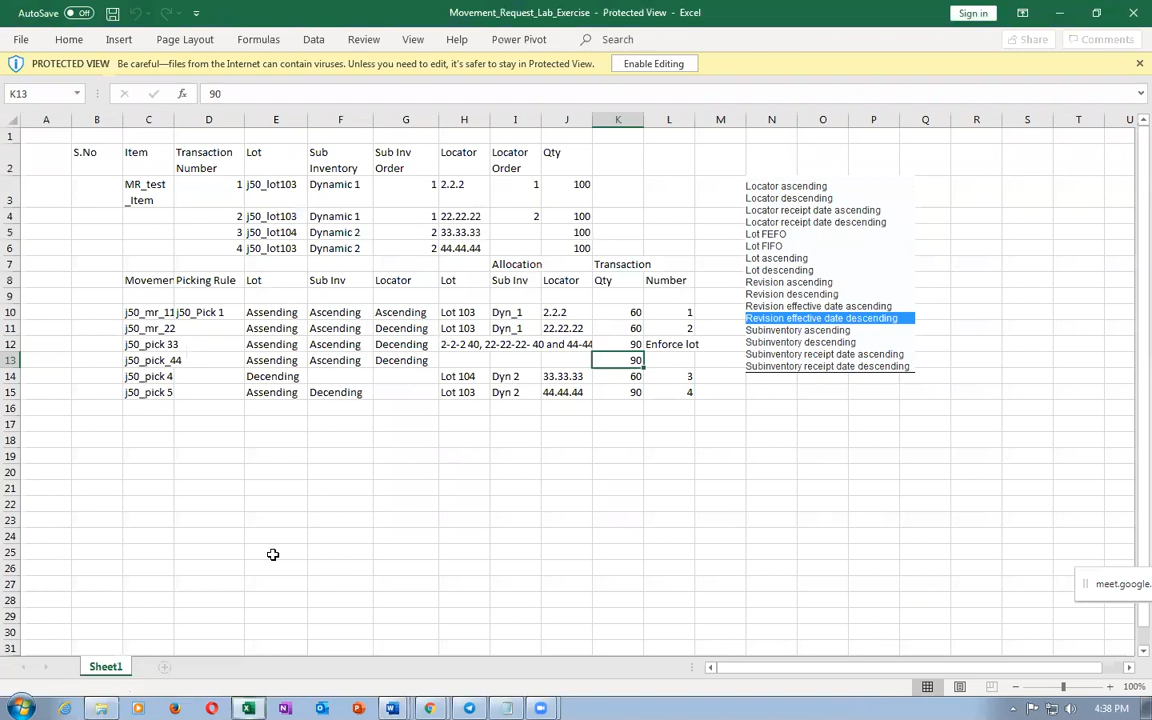 AutoSave Off Movement_Request_Lab_Exercise - Protected View - Excel Sign in
File Home Insert Page Layout Formulas Data Review View Help Power Pivot Search Share Comments
PROTECTED VIEW Be careful—files from the Internet can contain viruses. Unless you need to edit, it's safer to stay in Protected View. Enable Editing
K13 fx 90
A B C D E F G H I J K L M N O P Q R S T U
1
2 S.No Item Transaction Number Lot Sub Inventory Sub Inv Order Locator Locator Order Qty
3 MR_test_Item 1 j50_lot103 Dynamic 1 1 2.2.2 1 100
4 2 j50_lot103 Dynamic 1 1 22.22.22 2 100
5 3 j50_lot104 Dynamic 2 2 33.33.33 100
6 4 j50_lot103 Dynamic 2 2 44.44.44 100
7 Allocation Transaction
8 Movemer Picking Rule Lot Sub Inv Locator Lot Sub Inv Locator Qty Number
9
10 j50_mr_11 j50_Pick 1 Assending Assending Assending Lot 103 Dyn_1 2.2.2 60 1
11 j50_mr_22 Assending Assending Decending Lot 103 Dyn_1 22.22.22 60 2
12 j50_pick 33 Assending Assending Decending 2-2-2 40, 22-22-22- 40 and 44-44 90 Enforce lot
13 j50_pick_44 Assending Assending Decending 90
14 j50_pick 4 Decending Lot 104 Dyn 2 33.33.33 60 3
15 j50_pick 5 Assending Decending Lot 103 Dyn 2 44.44.44 90 4
16
17
18
19
20
21
22
23
24
25
26
27
28
29
30
31
Locator ascending
Locator descending
Locator receipt date ascending
Locator receipt date descending
Lot FEFO
Lot FIFO
Lot ascending
Lot descending
Revision ascending
Revision descending
Revision effective date ascending
Revision effective date descending
Subinventory ascending
Subinventory descending
Subinventory receipt date ascending
Subinventory receipt date descending
meet.google.
Sheet1
100%
4:38 PM